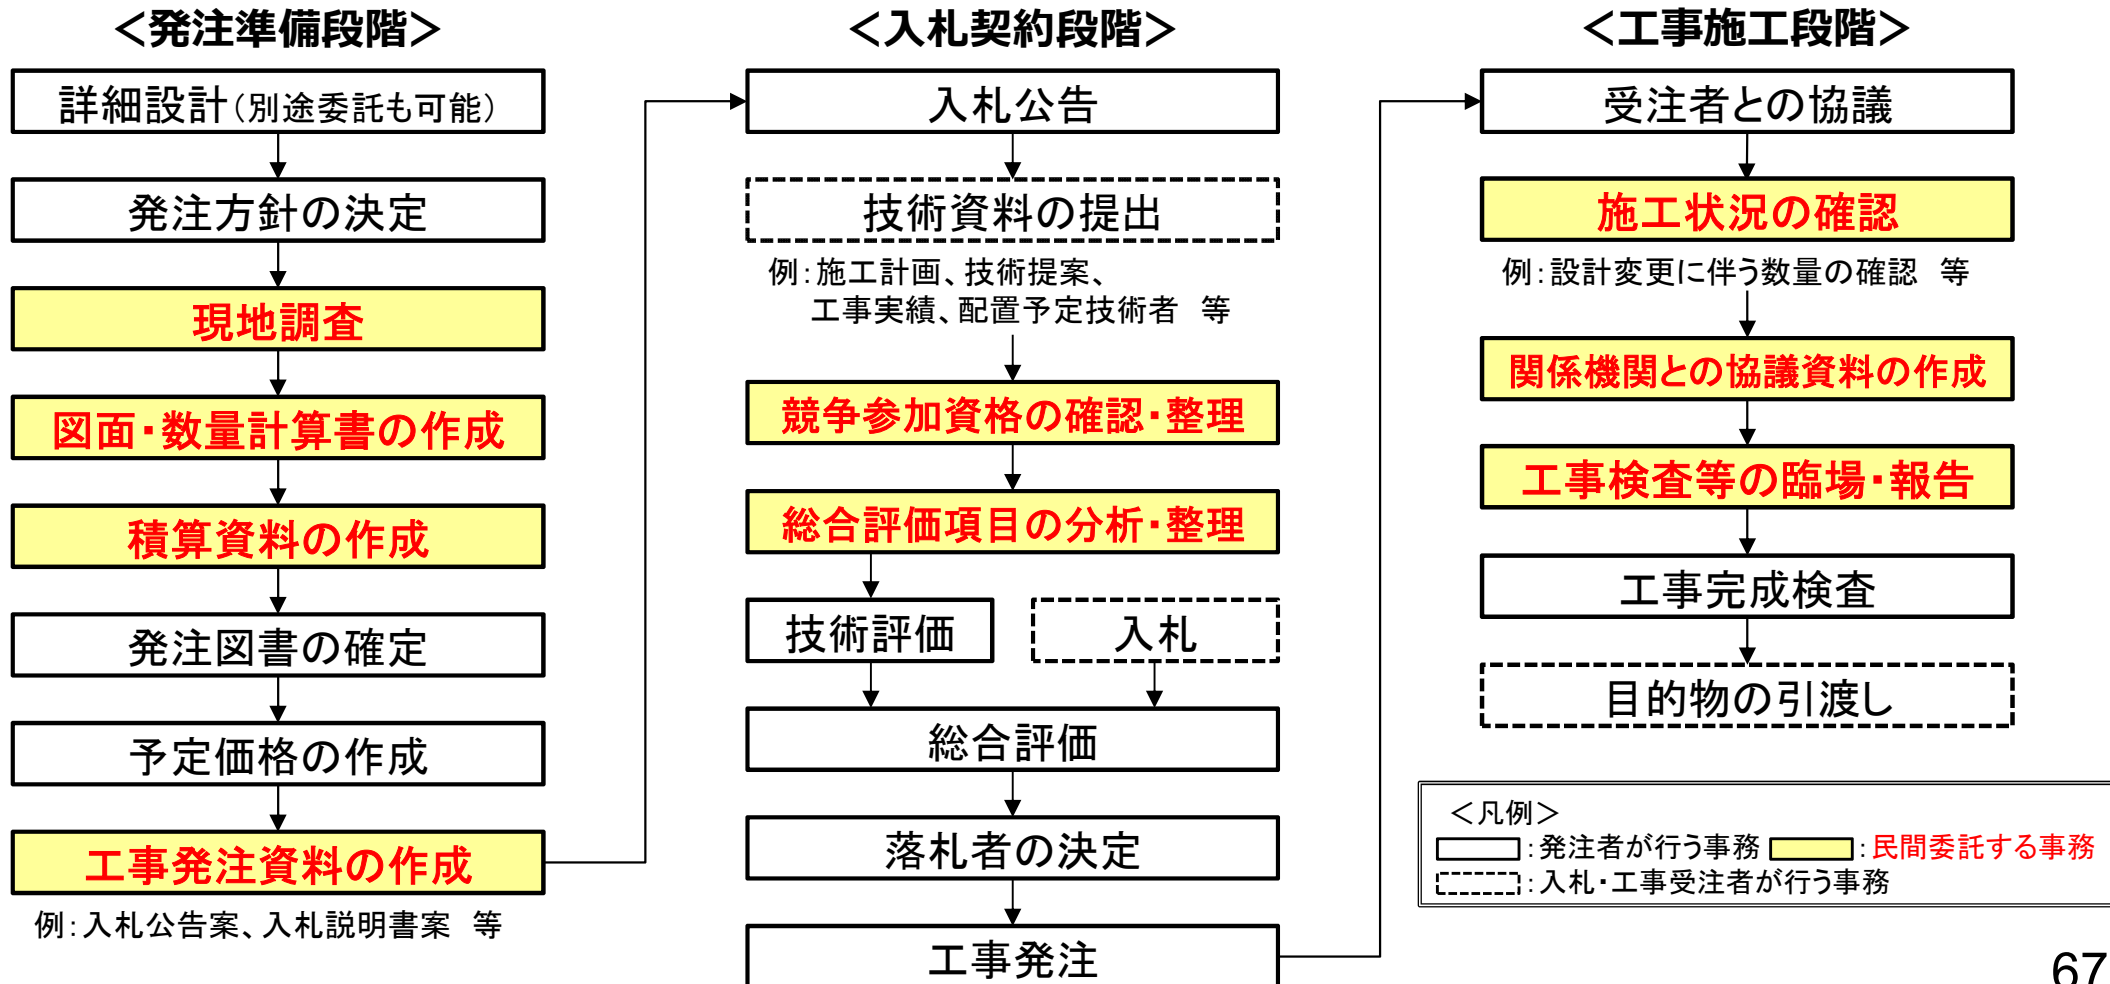 ＜発注準備段階＞
詳細設計（別途委託も可能）
発注方針の決定
現地調査
図面・数量計算書の作成
積算資料の作成
発注図書の確定
予定価格の作成
工事発注資料の作成
例：入札公告案、入札説明書案　等
＜入札契約段階＞
入札公告
技術資料の提出
例：施工計画、技術提案、
工事実績、配置予定技術者　等
競争参加資格の確認・整理
総合評価項目の分析・整理
技術評価
入札
総合評価
落札者の決定
工事発注
＜工事施工段階＞
受注者との協議
施工状況の確認
例：設計変更に伴う数量の確認　等
関係機関との協議資料の作成
工事検査等の臨場・報告
工事完成検査
目的物の引渡し
＜凡例＞
：発注者が行う事務　：民間委託する事務
：入札・工事受注者が行う事務
67